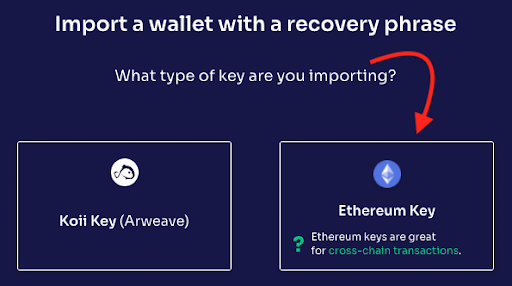 Import a wallet with a recovery phrase
What type of key are you importing?
Koii Key (Arweave)
Ethereum Key
? Ethereum keys are great
for cross-chain transactions.